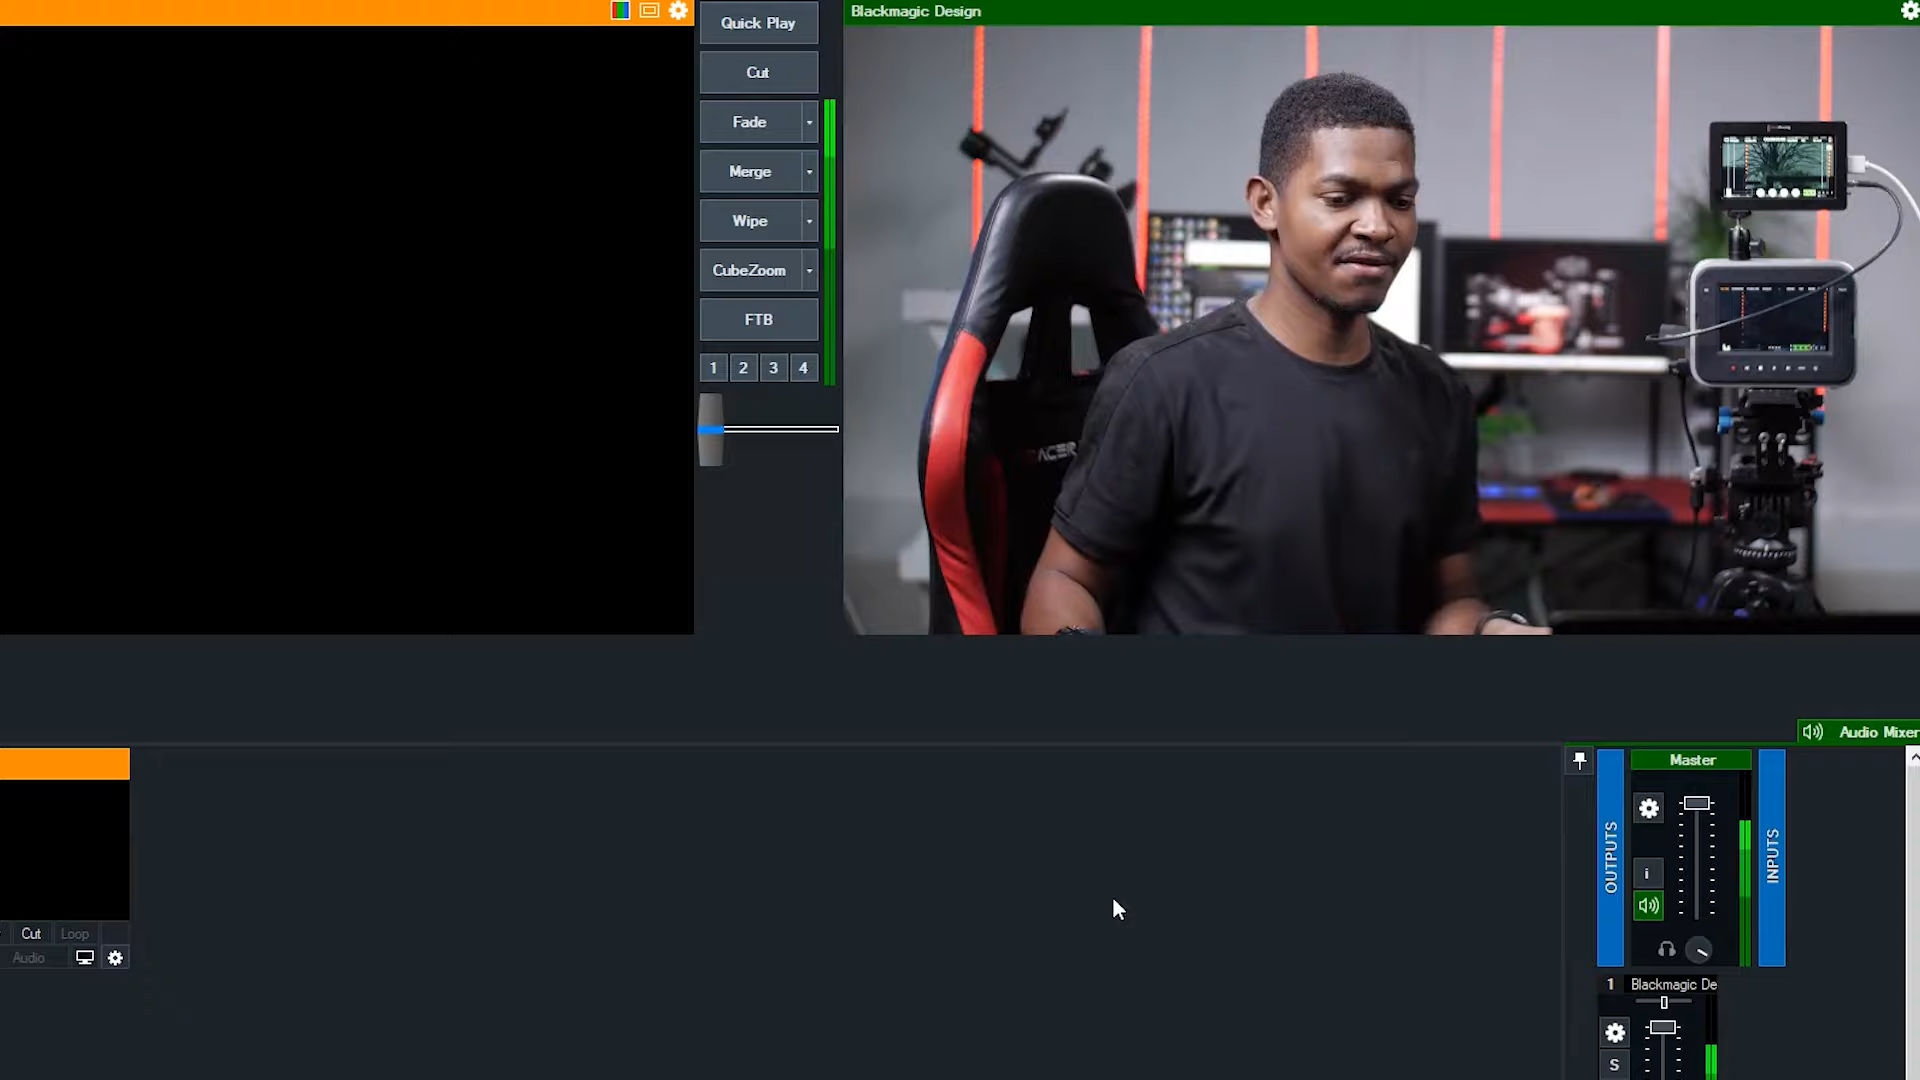 Quick Play
Cut
Fade
Merge
Wipe
CubeZoom
FTB
1 2 3 4
Blackmagic Design
ACER
Audio Mixer
Master
OUTPUTS
INPUTS
i
Cut Loop
Audio
1 Blackmagic De
S